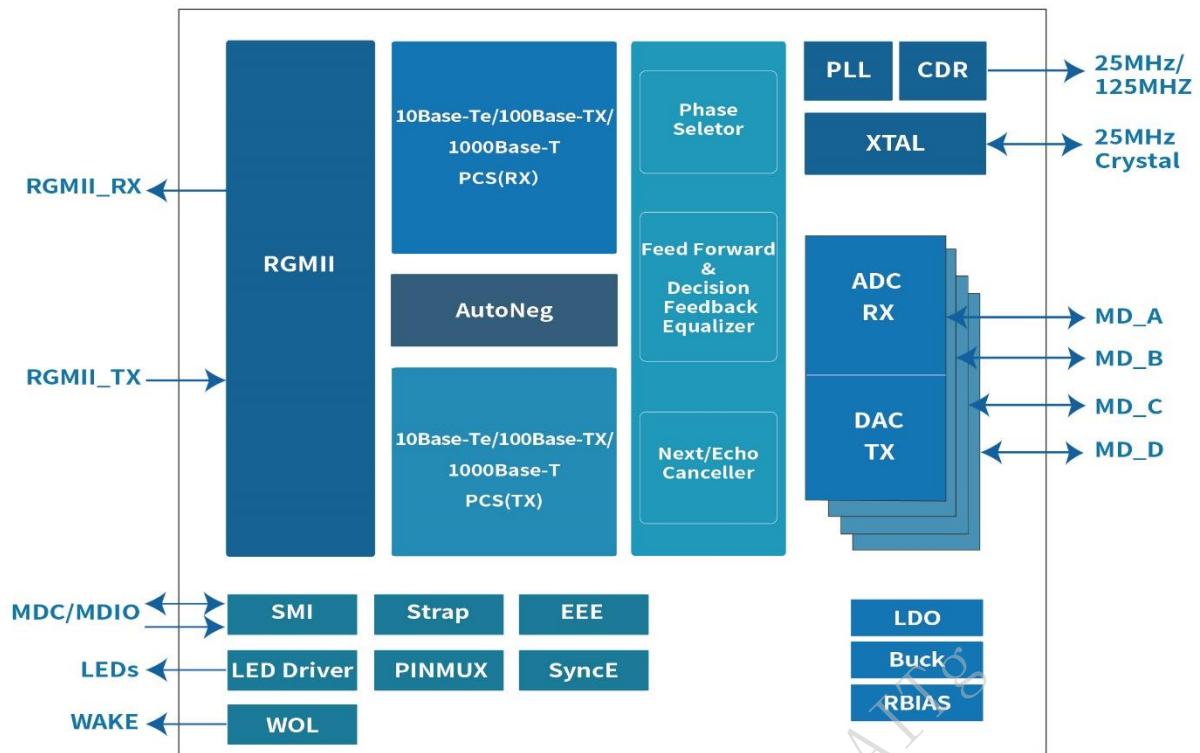 RGMII_RX
RGMII_TX
RGMII
10Base-Te/100Base-TX/
1000Base-T
PCS(RX)
AutoNeg
10Base-Te/100Base-TX/
1000Base-T
PCS(TX)
Phase
Seletor
Feed Forward
&
Decision
Feedback
Equalizer
Next/Echo
Canceller
PLL
CDR
25MHz/
125MHZ
XTAL
25MHz
Crystal
ADC
RX
DAC
TX
MD_A
MD_B
MD_C
MD_D
MDC/MDIO
SMI
Strap
EEE
LEDs
LED Driver
PINMUX
SyncE
WAKE
WOL
LDO
Buck
RBIAS